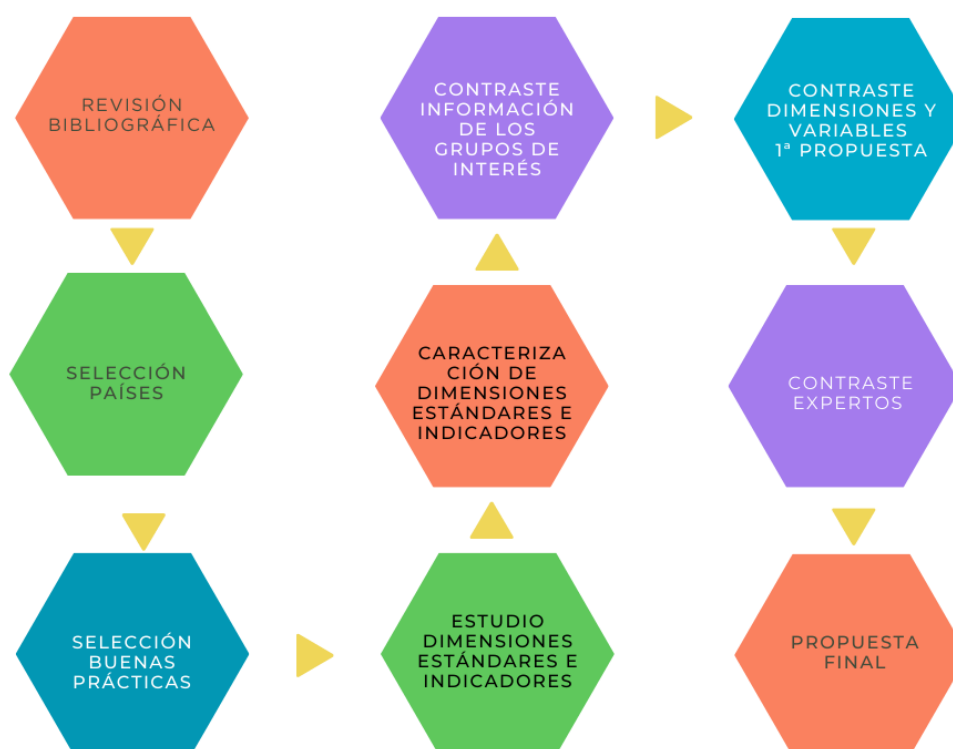 REVISIÓN
BIBLIOGRÁFICA
SELECCIÓN
PAÍSES
SELECCIÓN
BUENAS
PRÁCTICAS
ESTUDIO
DIMENSIONES
ESTÁNDARES E
INDICADORES
CARACTERIZA
CIÓN DE
DIMENSIONES
ESTÁNDARES E
INDICADORES
CONTRASTE
INFORMACIÓN
DE LOS
GRUPOS DE
INTERÉS
CONTRASTE
DIMENSIONES Y
VARIABLES
1ª PROPUESTA
CONTRASTE
EXPERTOS
PROPUESTA
FINAL